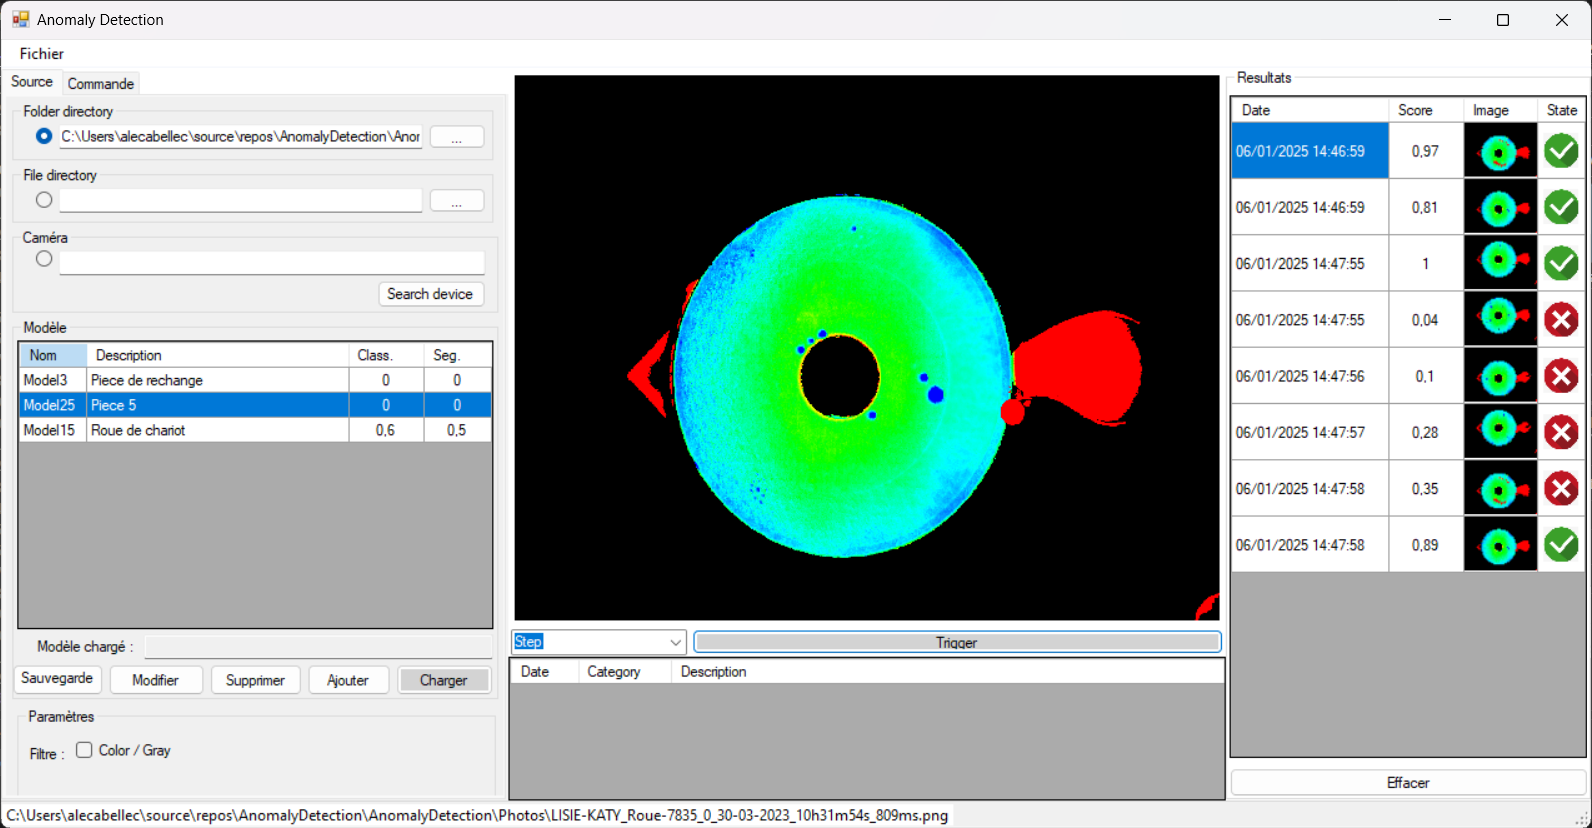 Anomaly Detection
Fichier
Source Commande
Folder directory
C:\Users\alecabellec\source\repos\AnomalyDetection\Anor ...
File directory
...
Caméra
Search device
Modèle
Nom Description Class. Seg.
Model3 Piece de rechange 0 0
Model25 Piece 5 0 0
Model15 Roue de chariot 0,6 0,5
Modèle chargé :
Sauvegarde Modifier Supprimer Ajouter Charger
Paramètres
Filtre : Color / Gray
Step Trigger
Date Category Description
Resultats
Date Score Image State
06/01/2025 14:46:59 0,97
06/01/2025 14:46:59 0,81
06/01/2025 14:47:55 1
06/01/2025 14:47:55 0,04
06/01/2025 14:47:56 0,1
06/01/2025 14:47:57 0,28
06/01/2025 14:47:58 0,35
06/01/2025 14:47:58 0,89
Effacer
C:\Users\alecabellec\source\repos\AnomalyDetection\AnomalyDetection\Photos\LISIE-KATY_Roue-7835_0_30-03-2023_10h31m54s_809ms.png